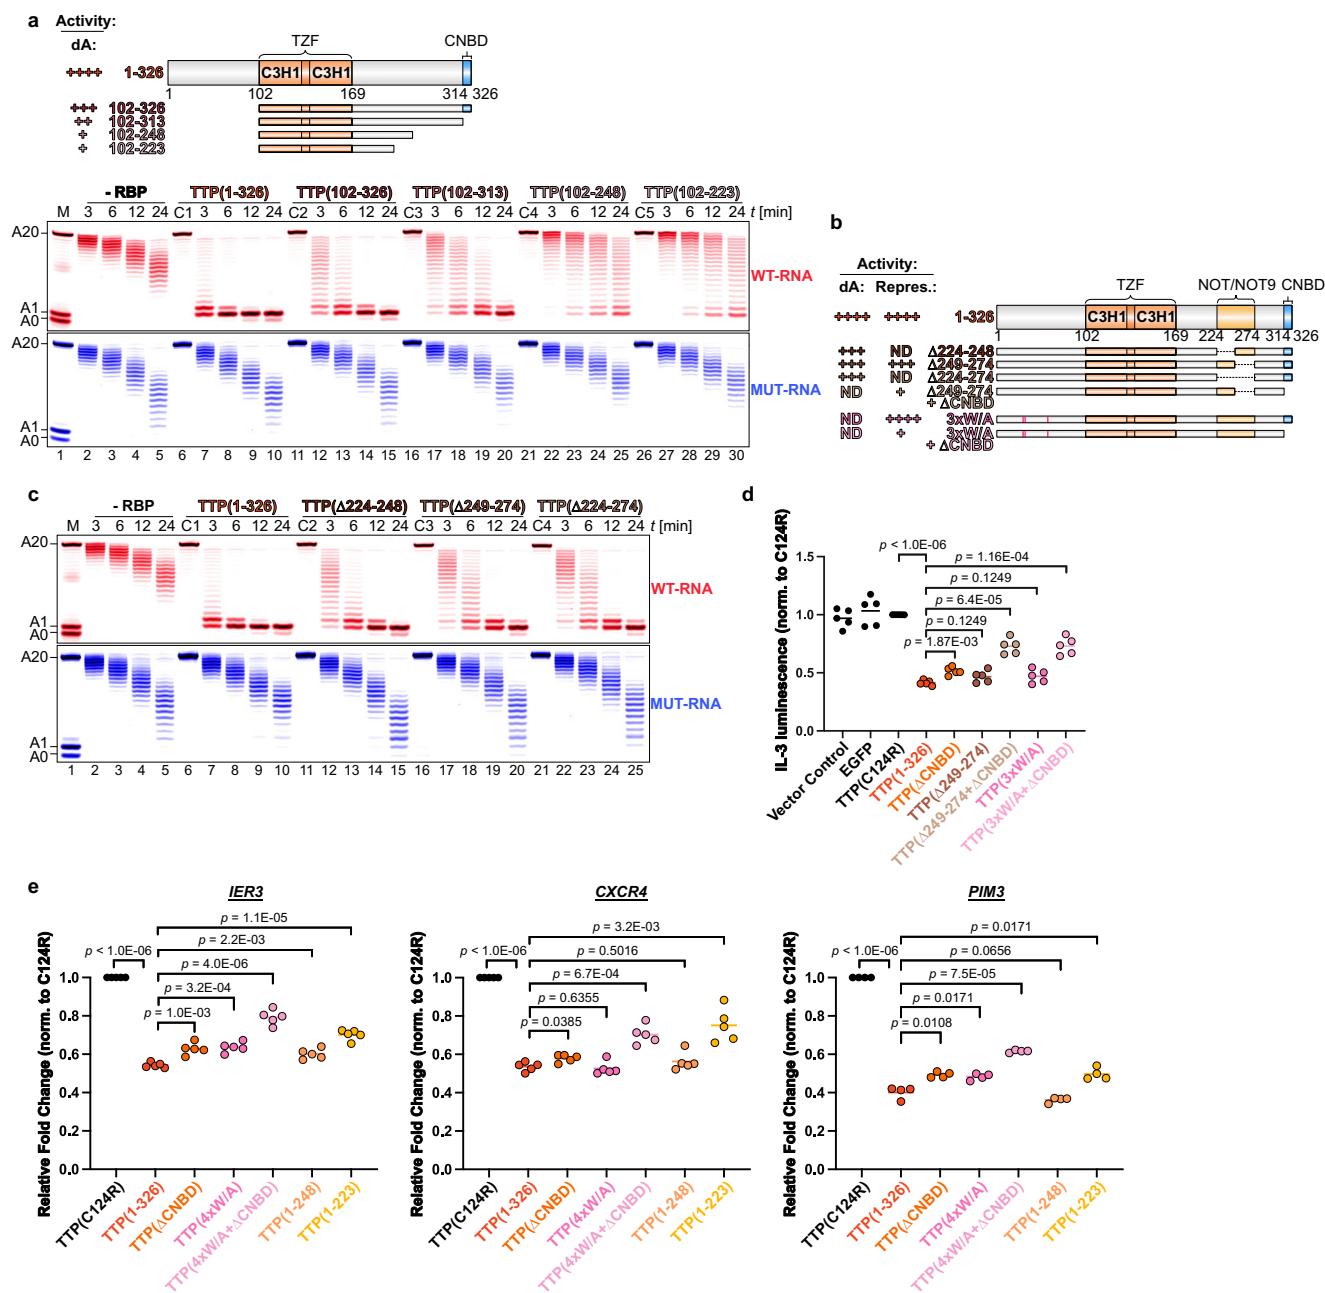 a
Activity:
dA:
TZF
CNBD
++++ 1-326
C3H1 C3H1
1 102 169 314 326
+++ 102-326
++ 102-313
+ 102-248
+ 102-223
- RBP TTP(1-326) TTP(102-326) TTP(102-313) TTP(102-248) TTP(102-223)
M 3 6 12 24 C1 3 6 12 24 C2 3 6 12 24 C3 3 6 12 24 C4 3 6 12 24 C5 3 6 12 24 t [min]
A20
WT-RNA
A1
A0
A20
MUT-RNA
A1
A0
1 2 3 4 5 6 7 8 9 10 11 12 13 14 15 16 17 18 19 20 21 22 23 24 25 26 27 28 29 30
b
Activity:
dA: Repres.:
TZF NOT/NOT9 CNBD
++++ ++++ 1-326
C3H1 C3H1
1 102 169 224 274 314 326
+++ ND Δ224-248
+++ +++ Δ249-274
+++ ND Δ224-274
ND + Δ249-274
+ ΔCNBD
ND ++++ 3xW/A
ND + 3xW/A
+ ΔCNBD
c
- RBP TTP(1-326) TTP(Δ224-248) TTP(Δ249-274) TTP(Δ224-274)
M 3 6 12 24 C1 3 6 12 24 C2 3 6 12 24 C3 3 6 12 24 C4 3 6 12 24 t [min]
A20
WT-RNA
A1
A0
A20
MUT-RNA
A1
A0
1 2 3 4 5 6 7 8 9 10 11 12 13 14 15 16 17 18 19 20 21 22 23 24 25
d
IL-3 luminescence (norm. to C124R)
1.5
1.0
0.5
0.0
p < 1.0E-06
p = 1.16E-04
p = 0.1249
p = 6.4E-05
p = 0.1249
p = 1.87E-03
Vector Control
EGFP
TTP(C124R)
TTP(1-326)
TTP(ΔCNBD)
TTP(Δ249-274)
TTP(Δ249-274+ΔCNBD)
TTP(3xW/A)
TTP(3xW/A+ΔCNBD)
e
IER3
Relative Fold Change (norm. to C124R)
1.0
0.8
0.6
0.4
0.2
0.0
p = 1.1E-05
p = 2.2E-03
p < 1.0E-06
p = 4.0E-06
p = 3.2E-04
p = 1.0E-03
TTP(C124R)
TTP(1-326)
TTP(ΔCNBD)
TTP(4xW/A)
TTP(4xW/A+ΔCNBD)
TTP(1-248)
TTP(1-223)
CXCR4
Relative Fold Change (norm. to C124R)
1.0
0.8
0.6
0.4
0.2
0.0
p = 3.2E-03
p < 1.0E-06
p = 0.5016
p = 6.7E-04
p = 0.6355
p = 0.0385
TTP(C124R)
TTP(1-326)
TTP(ΔCNBD)
TTP(4xW/A)
TTP(4xW/A+ΔCNBD)
TTP(1-248)
TTP(1-223)
PIM3
Relative Fold Change (norm. to C124R)
1.0
0.8
0.6
0.4
0.2
0.0
p = 0.0171
p < 1.0E-06
p = 0.0656
p = 7.5E-05
p = 0.0171
p = 0.0108
TTP(C124R)
TTP(1-326)
TTP(ΔCNBD)
TTP(4xW/A)
TTP(4xW/A+ΔCNBD)
TTP(1-248)
TTP(1-223)